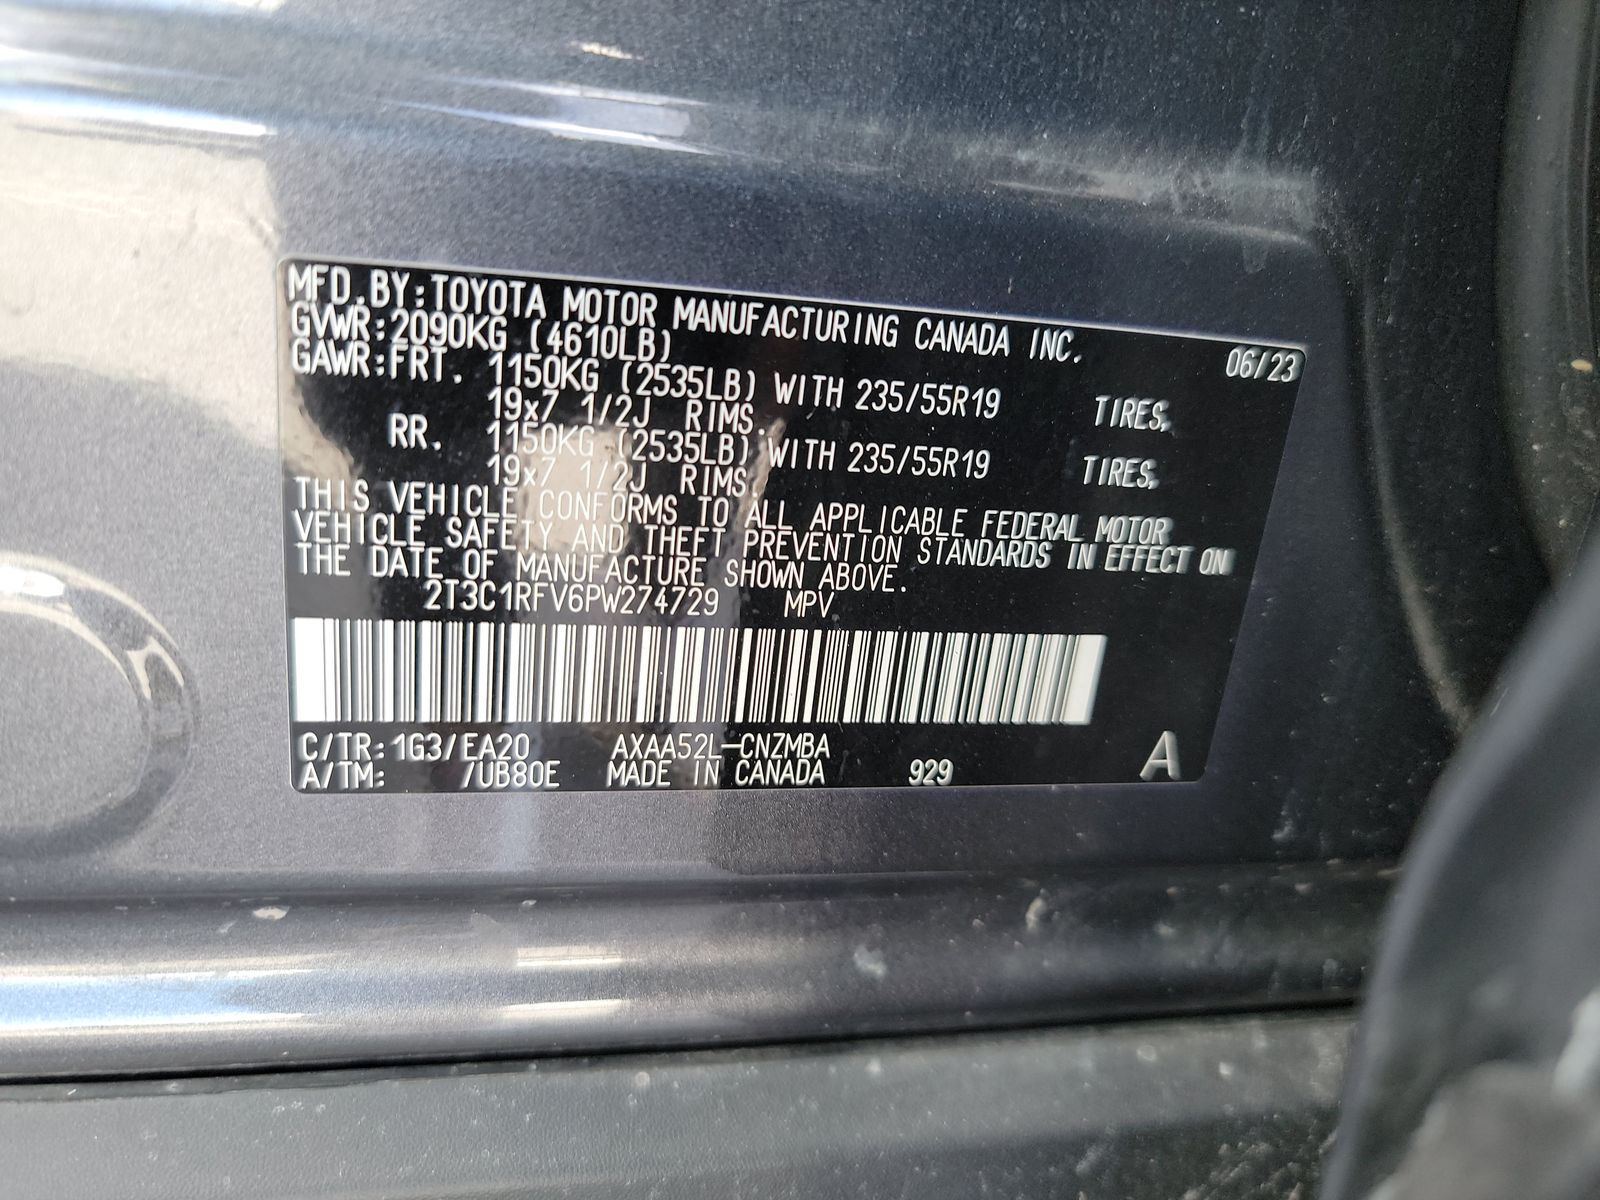 MFD.BY:TOYOTA MOTOR MANUFACTURING CANADA INC. 06/23
GVWR:2090KG (4610LB)
GAWR:FRT. 1150KG (2535LB) WITH 235/55R19 TIRES,
19x7 1/2J RIMS.
RR. 1150KG (2535LB) WITH 235/55R19 TIRES,
19x7 1/2J RIMS.
THIS VEHICLE CONFORMS TO ALL APPLICABLE FEDERAL MOTOR
VEHICLE SAFETY AND THEFT PREVENTION STANDARDS IN EFFECT ON
THE DATE OF MANUFACTURE SHOWN ABOVE.
2T3C1RFV6PW274729 MPV
C/TR:1G3/EA20 AXAA52L-CNZMBA
A/TM: /UB80E MADE IN CANADA 929 A